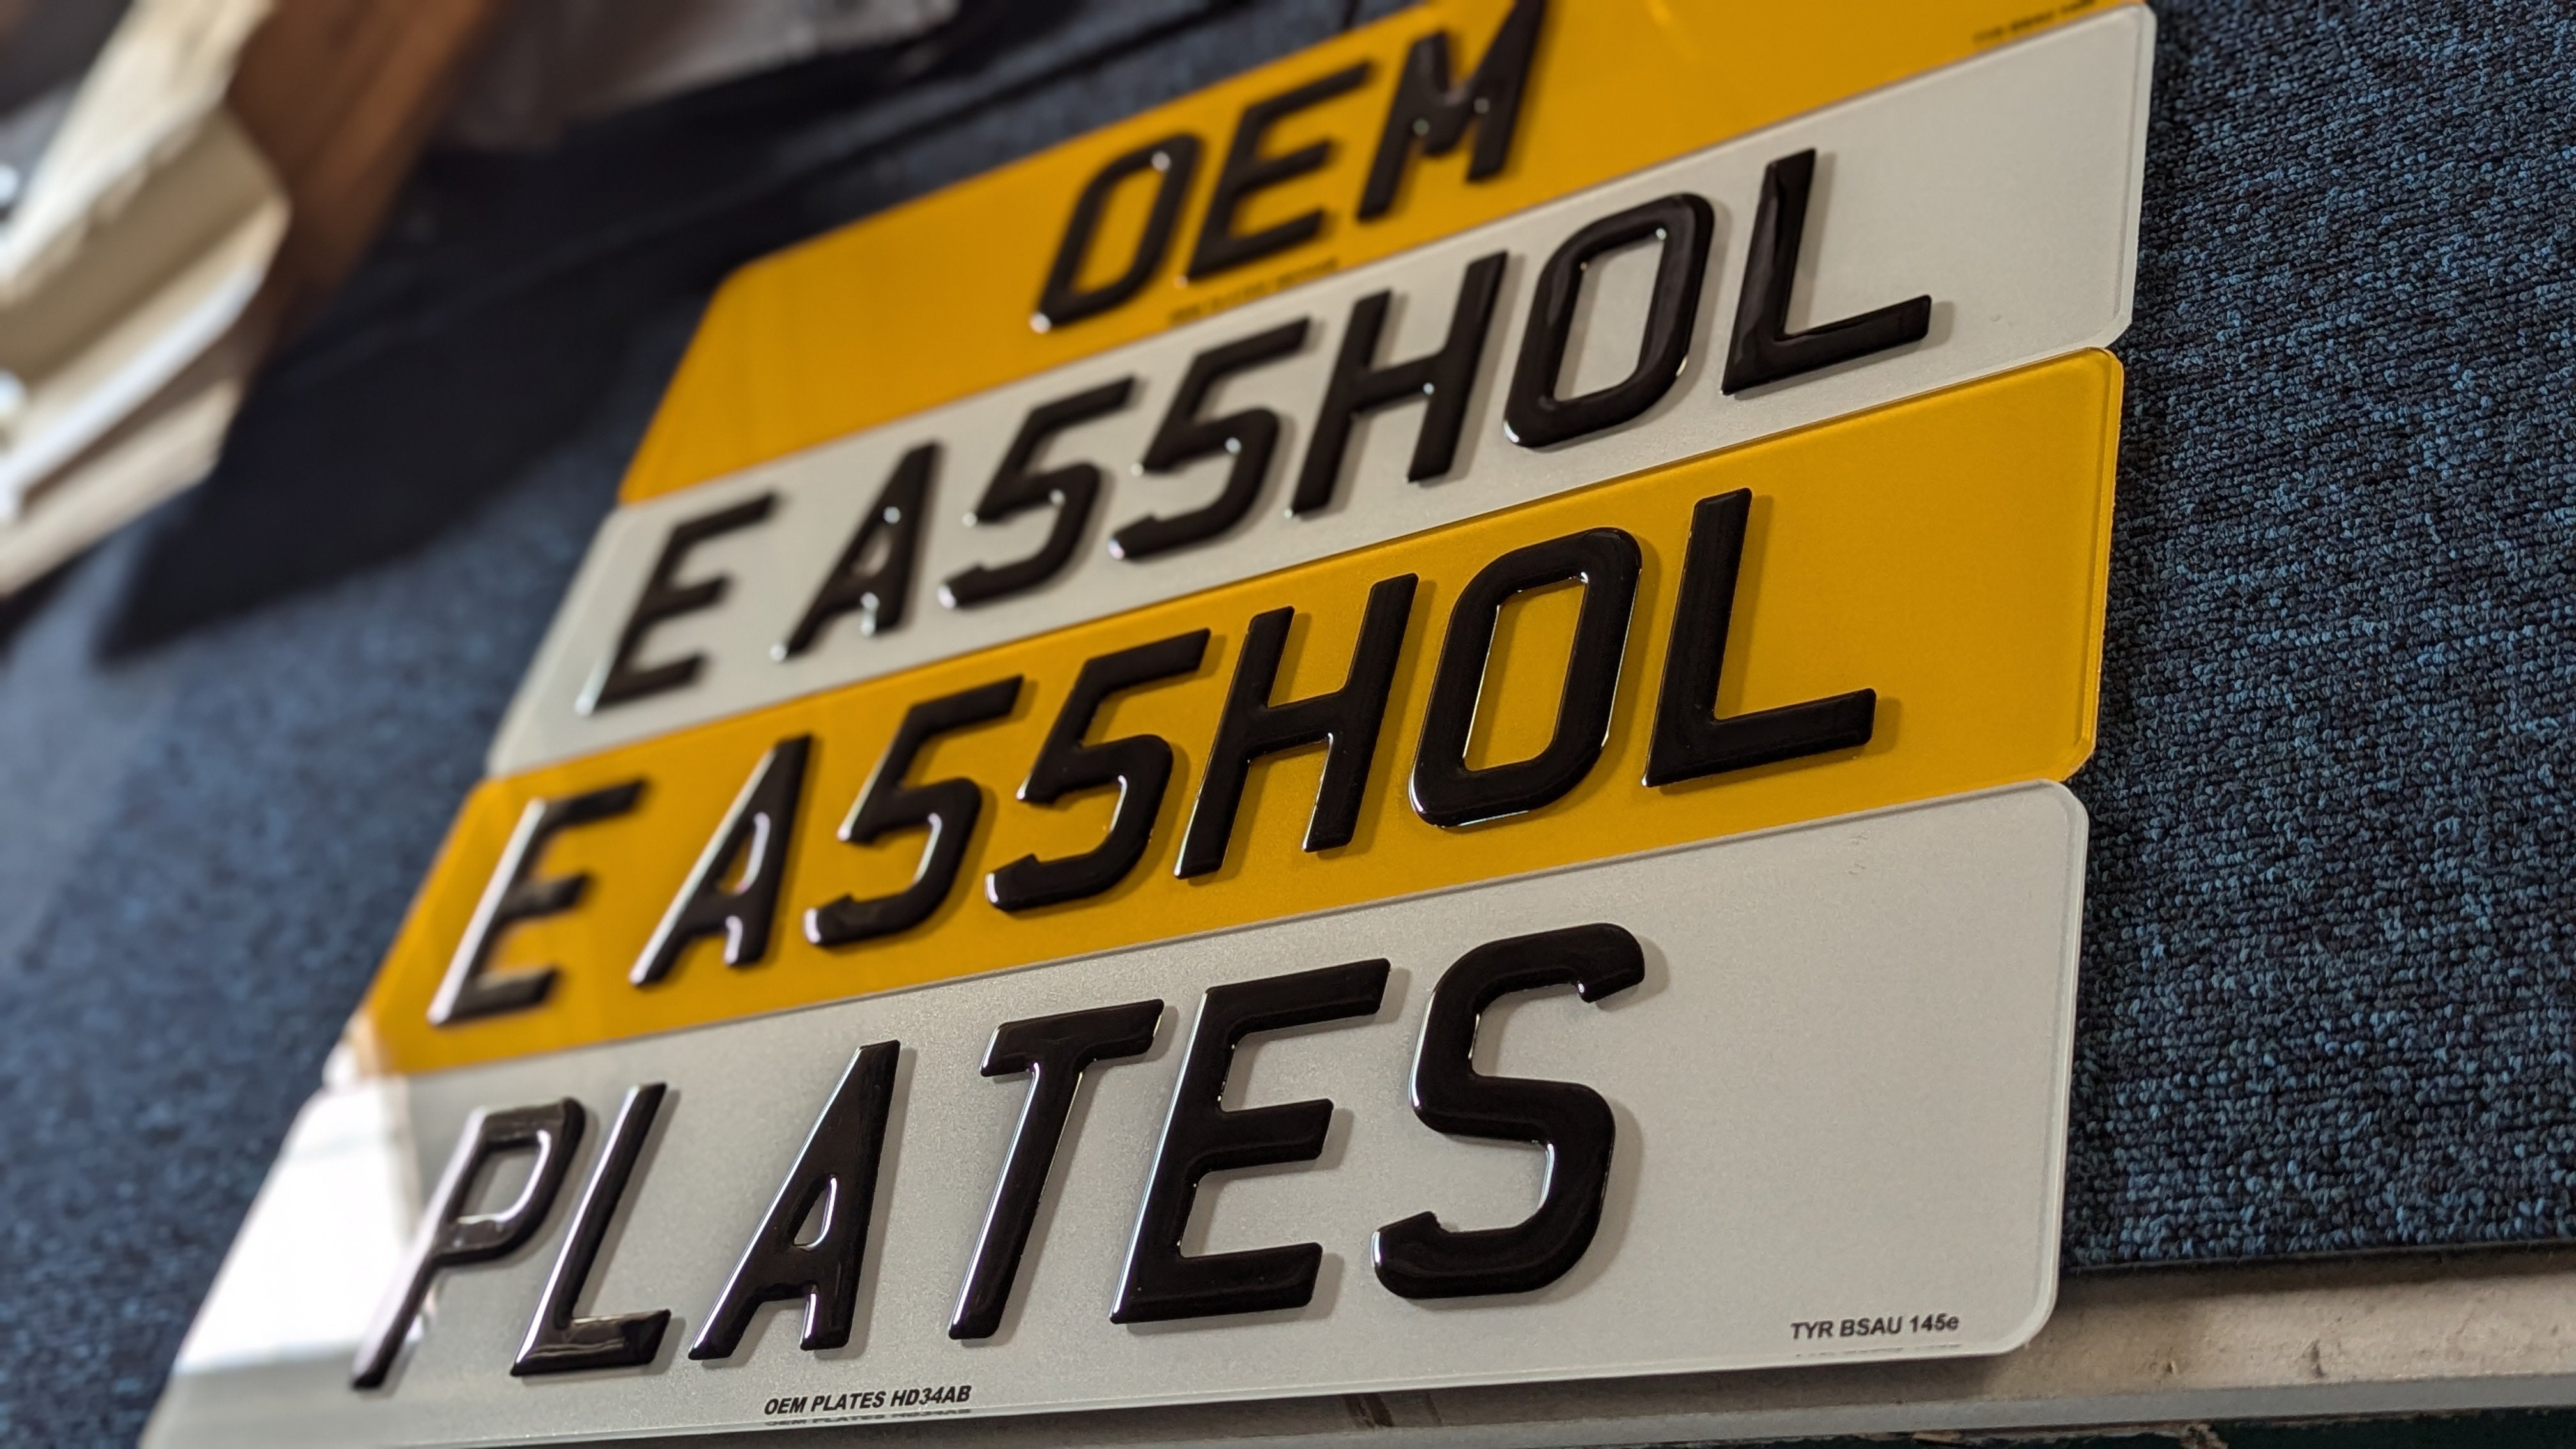 OEM
E A55HOL
E A55HOL
PLATES
OEM PLATES HD34AB
TYR BSAU 145e